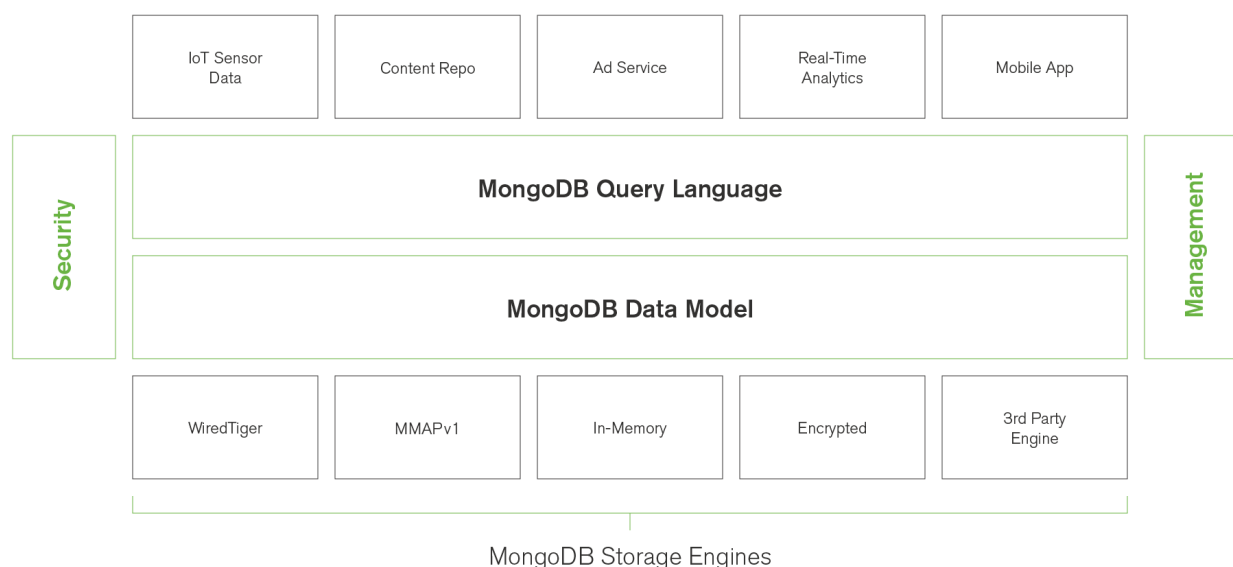 IoT Sensor
Data
Content Repo
Ad Service
Real-Time
Analytics
Mobile App
Security
MongoDB Query Language
Management
MongoDB Data Model
WiredTiger
MMAPv1
In-Memory
Encrypted
3rd Party
Engine
MongoDB Storage Engines